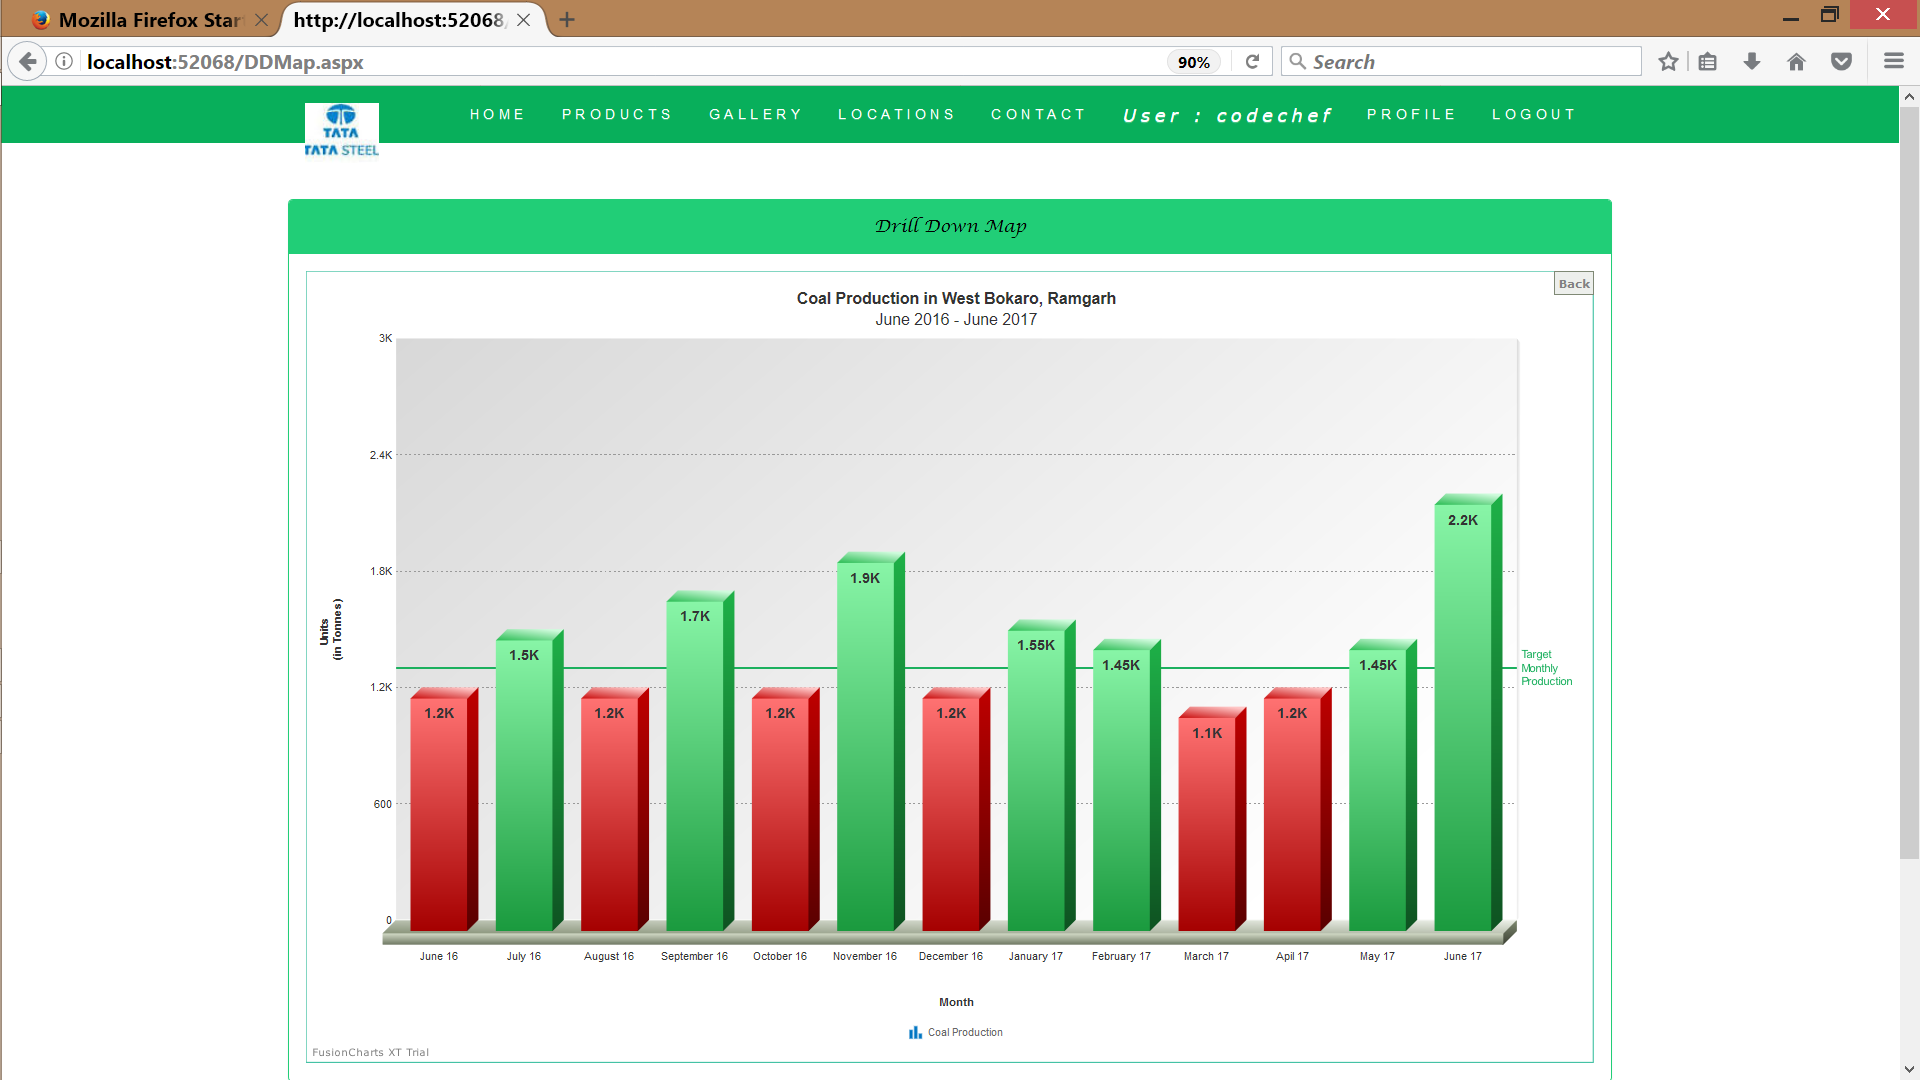 Mozilla Firefox Star
http://localhost:52068/
localhost:52068/DDMap.aspx
90%
Search
TATA
TATA STEEL
HOME PRODUCTS GALLERY LOCATIONS CONTACT User : codechef PROFILE LOGOUT
Drill Down Map
Back
Coal Production in West Bokaro, Ramgarh
June 2016 - June 2017
3K
2.4K
1.8K
1.2K
600
0
Units
(in Tonnes)
1.2K 1.5K 1.2K 1.7K 1.2K 1.9K 1.2K 1.55K 1.45K 1.1K 1.2K 1.45K 2.2K
Target
Monthly
Production
June 16 July 16 August 16 September 16 October 16 November 16 December 16 January 17 February 17 March 17 Apil 17 May 17 June 17
Month
Coal Production
FusionCharts XT Trial